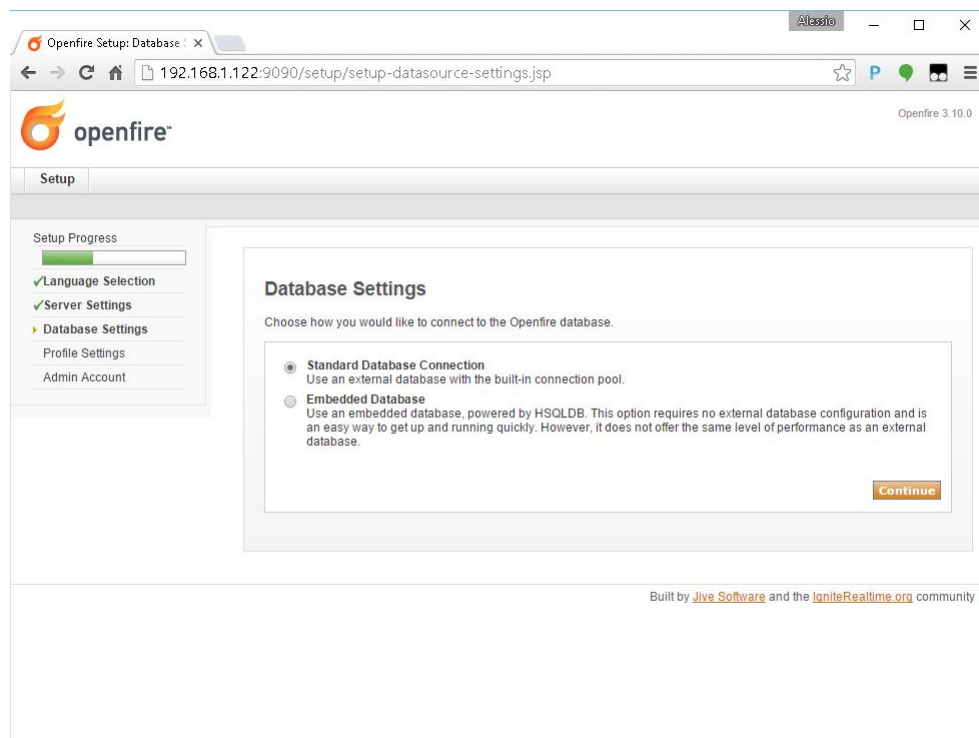 Alessio
Openfire Setup: Database S
192.168.1.122:9090/setup/setup-datasource-settings.jsp
P
openfire™
Openfire 3.10.0
Setup
Setup Progress
✓Language Selection
✓Server Settings
Database Settings
Profile Settings
Admin Account
Database Settings
Choose how you would like to connect to the Openfire database.
Standard Database Connection
Use an external database with the built-in connection pool.
Embedded Database
Use an embedded database, powered by HSQLDB. This option requires no external database configuration and is
an easy way to get up and running quickly. However, it does not offer the same level of performance as an external
database.
Continue
Built by Jive Software and the IgniteRealtime.org community